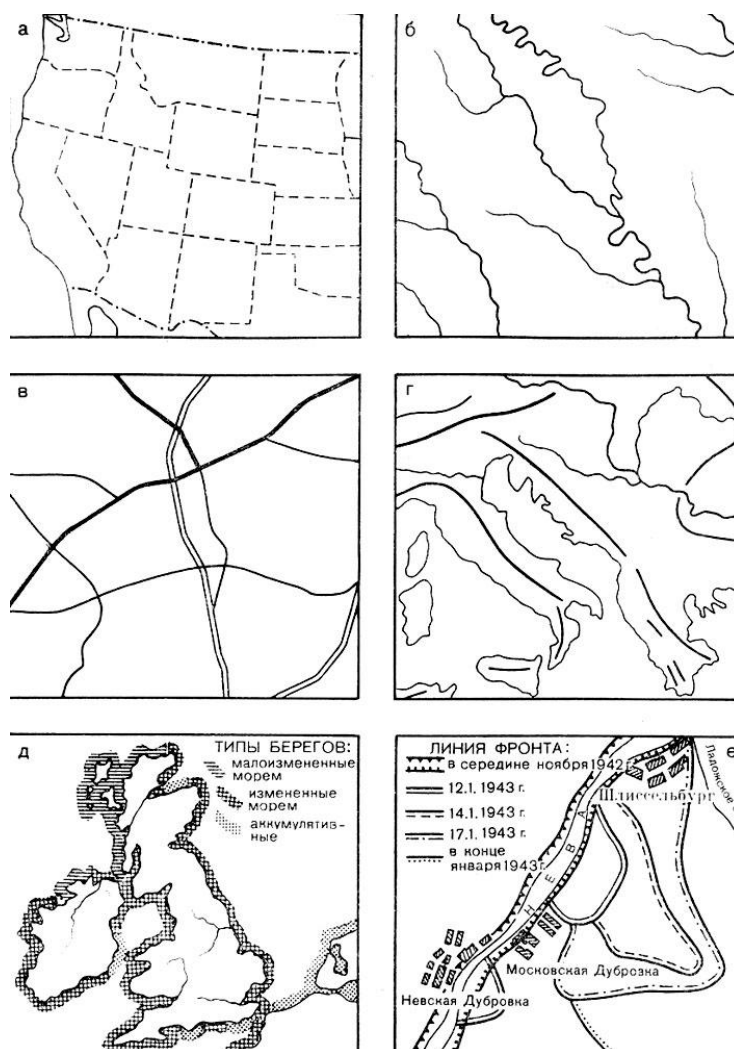 а
б
в
г
д
ТИПЫ БЕРЕГОВ:
малоизмененные
морем
измененные
морем
аккумулятив-
ные
е
ЛИНИЯ ФРОНТА:
в середине ноября 1942 г.
12.1. 1943 г.
14.1. 1943 г.
17.1. 1943 г.
в конце
января 1943 г.
Шлиссельбург
Ладожское
НЕВА
Московская Дубровка
Невская Дубровка